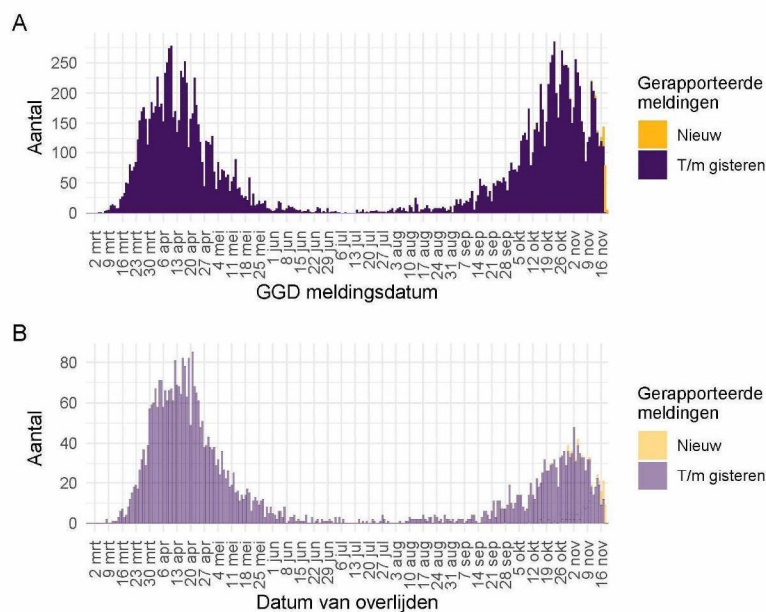 A
Aantal
250
200
150
100
50
0
2 mrt
9 mrt
16 mrt
23 mrt
30 mrt
6 apr
13 apr
20 apr
27 apr
4 mei
11 mei
18 mei
25 mei
1 jun
8 jun
15 jun
22 jun
29 jun
6 jul
13 jul
20 jul
27 jul
3 aug
10 aug
17 aug
24 aug
31 aug
7 sep
14 sep
21 sep
28 sep
5 okt
12 okt
19 okt
26 okt
2 nov
9 nov
16 nov
GGD meldingsdatum
Gerapporteerde
meldingen
Nieuw
T/m gisteren
B
Aantal
80
60
40
20
0
2 mrt
9 mrt
16 mrt
23 mrt
30 mrt
6 apr
13 apr
20 apr
27 apr
4 mei
11 mei
18 mei
25 mei
1 jun
8 jun
15 jun
22 jun
29 jun
6 jul
13 jul
20 jul
27 jul
3 aug
10 aug
17 aug
24 aug
31 aug
7 sep
14 sep
21 sep
28 sep
5 okt
12 okt
19 okt
26 okt
2 nov
9 nov
16 nov
Datum van overlijden
Gerapporteerde
meldingen
Nieuw
T/m gisteren